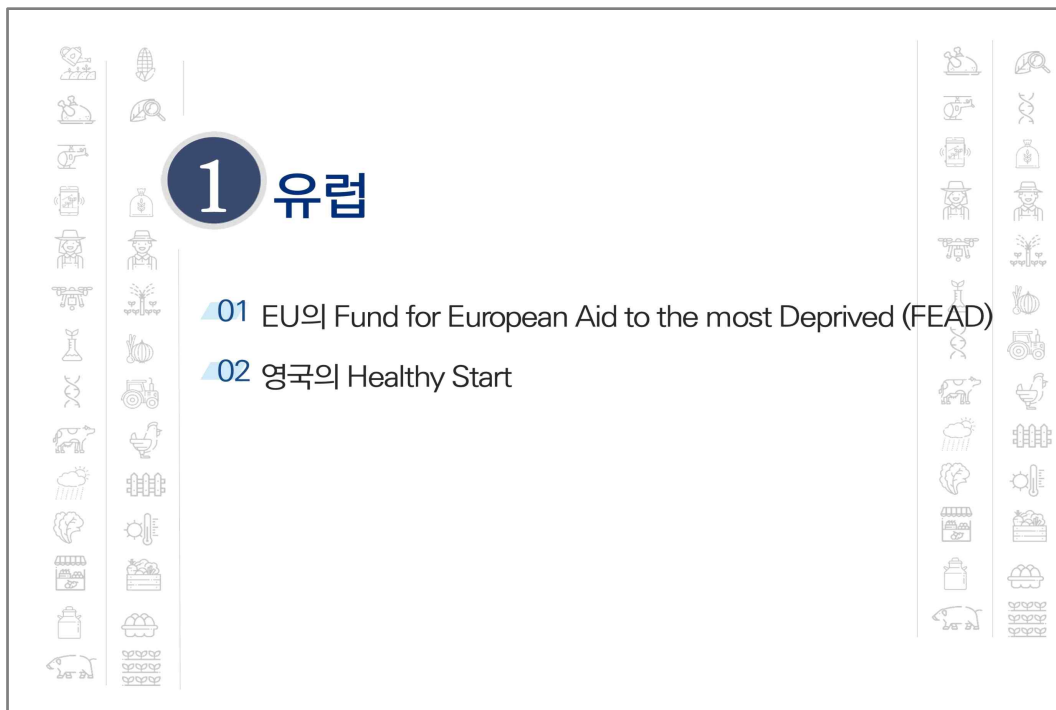 1 유럽
01 EU의 Fund for European Aid to the most Deprived (FEAD)
02 영국의 Healthy Start